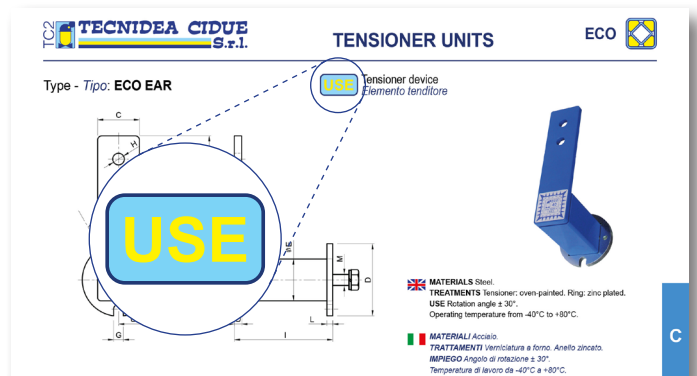 TC2
TECNIDEA CIDUE
S.r.l.
TENSIONER UNITS
ECO
Type - Tipo: ECO EAR
USE
Tensioner device
Elemento tenditore
C
H
USE
M
D
G
I
L
MATERIALS Steel.
TREATMENTS Tensioner: oven-painted. Ring: zinc plated.
USE Rotation angle ± 30°.
Operating temperature from -40°C to +80°C.
C
MATERIALI Acciaio.
TRATTAMENTI Verniciatura a forno. Anello zincato.
IMPIEGO Angolo di rotazione ± 30°.
Temperatura di lavoro da -40°C a +80°C.